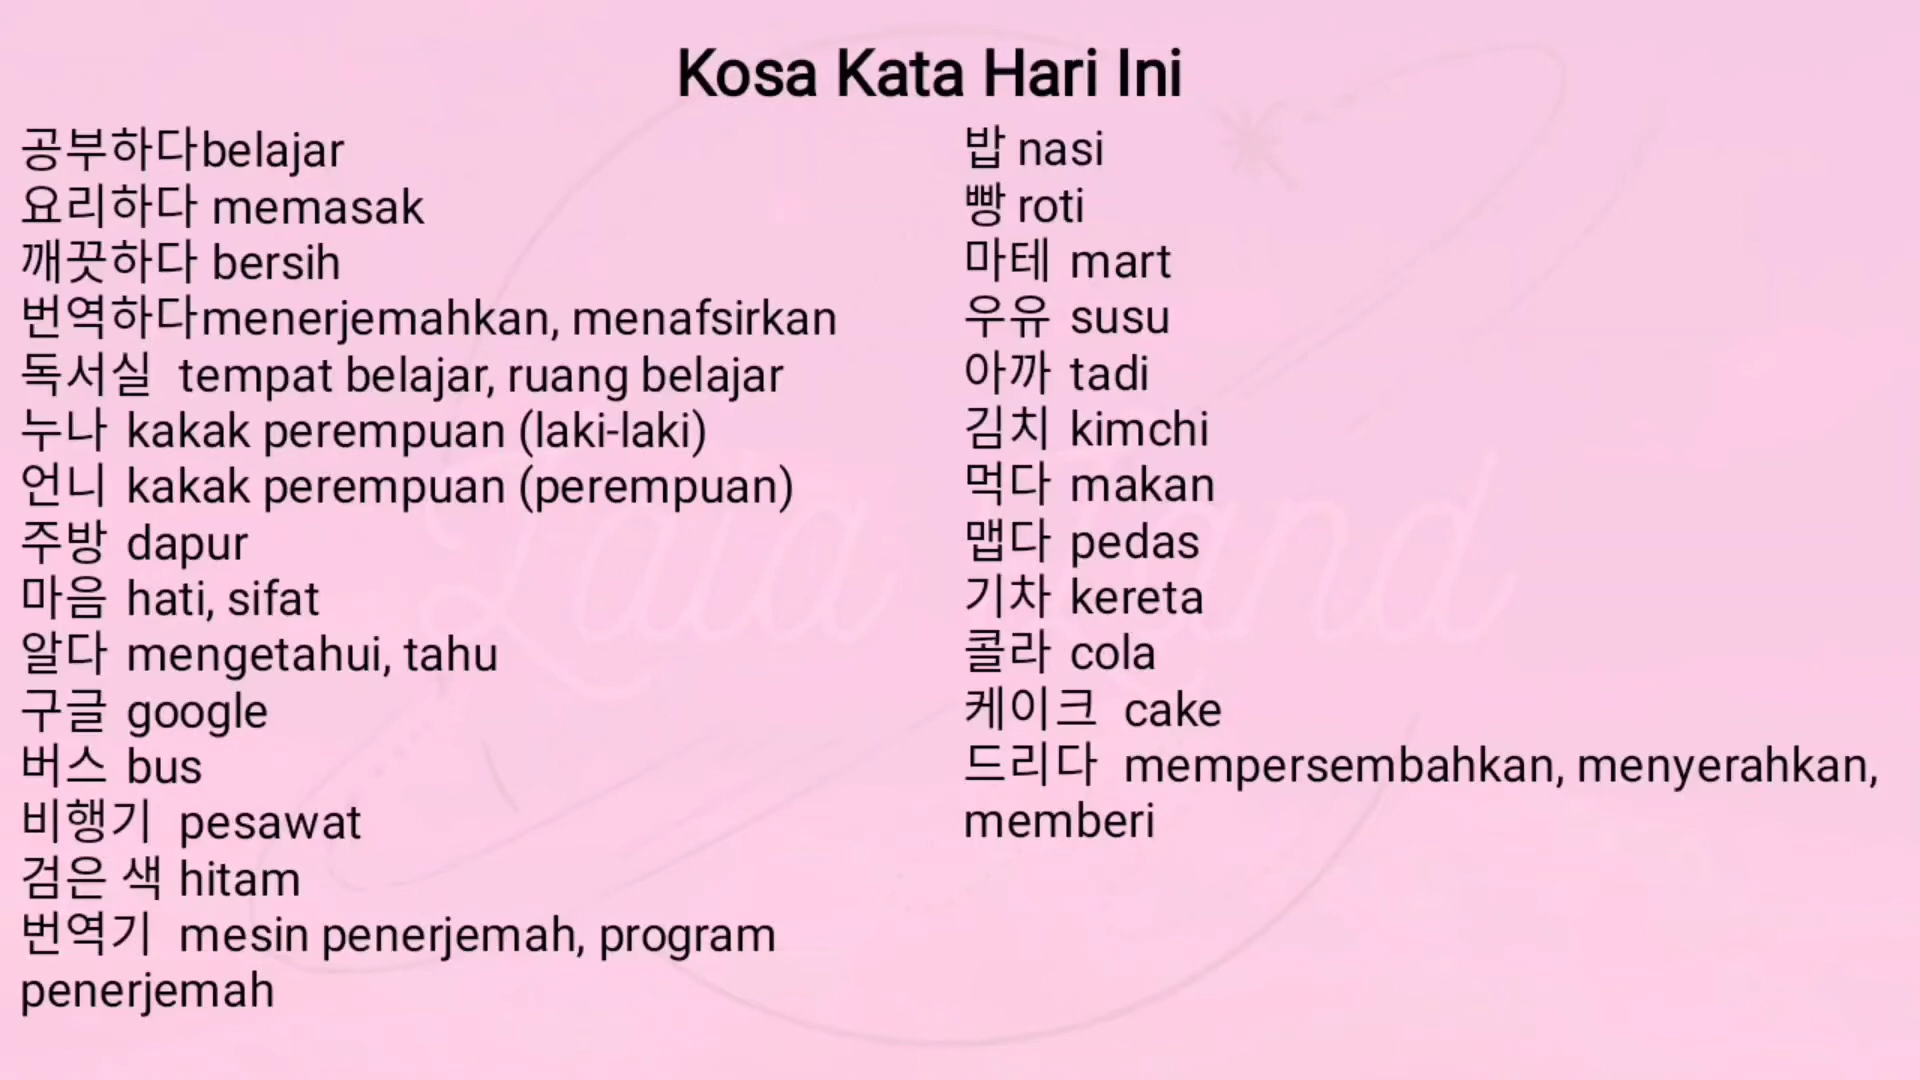 Kosa Kata Hari Ini
공부하다belajar
요리하다 memasak
깨끗하다 bersih
번역하다menerjemahkan, menafsirkan
독서실 tempat belajar, ruang belajar
누나 kakak perempuan (laki-laki)
언니 kakak perempuan (perempuan)
주방 dapur
마음 hati, sifat
알다 mengetahui, tahu
구글 google
버스 bus
비행기 pesawat
검은 색 hitam
번역기 mesin penerjemah, program
penerjemah
밥 nasi
빵 roti
마테 mart
우유 susu
아까 tadi
김치 kimchi
먹다 makan
맵다 pedas
기차 kereta
콜라 cola
케이크 cake
드리다 mempersembahkan, menyerahkan,
memberi
Lala Land